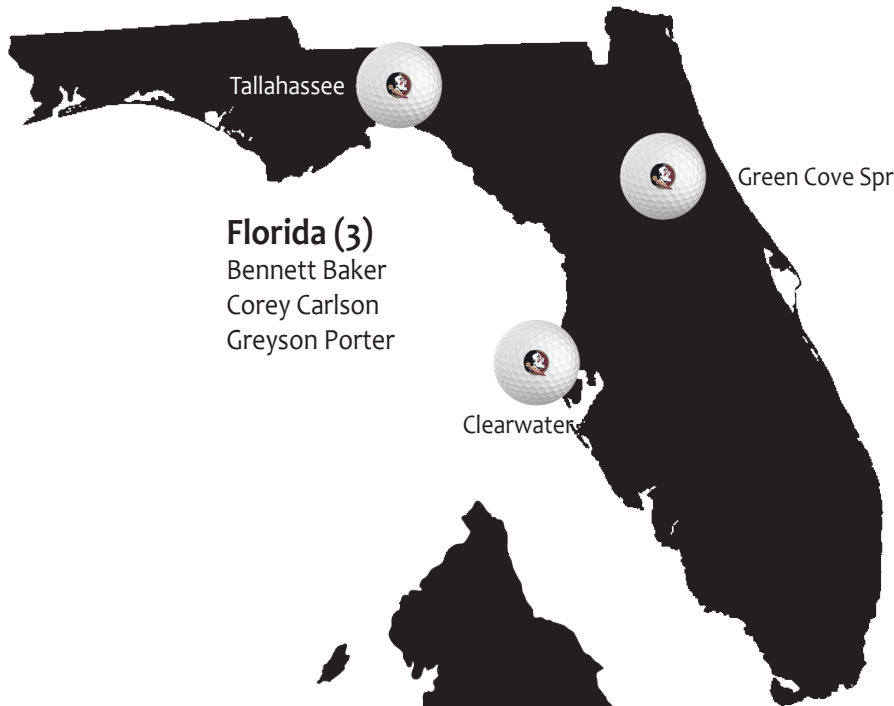 Tallahassee
Green Cove Spr
Florida (3)
Bennett Baker
Corey Carlson
Greyson Porter
Clearwater